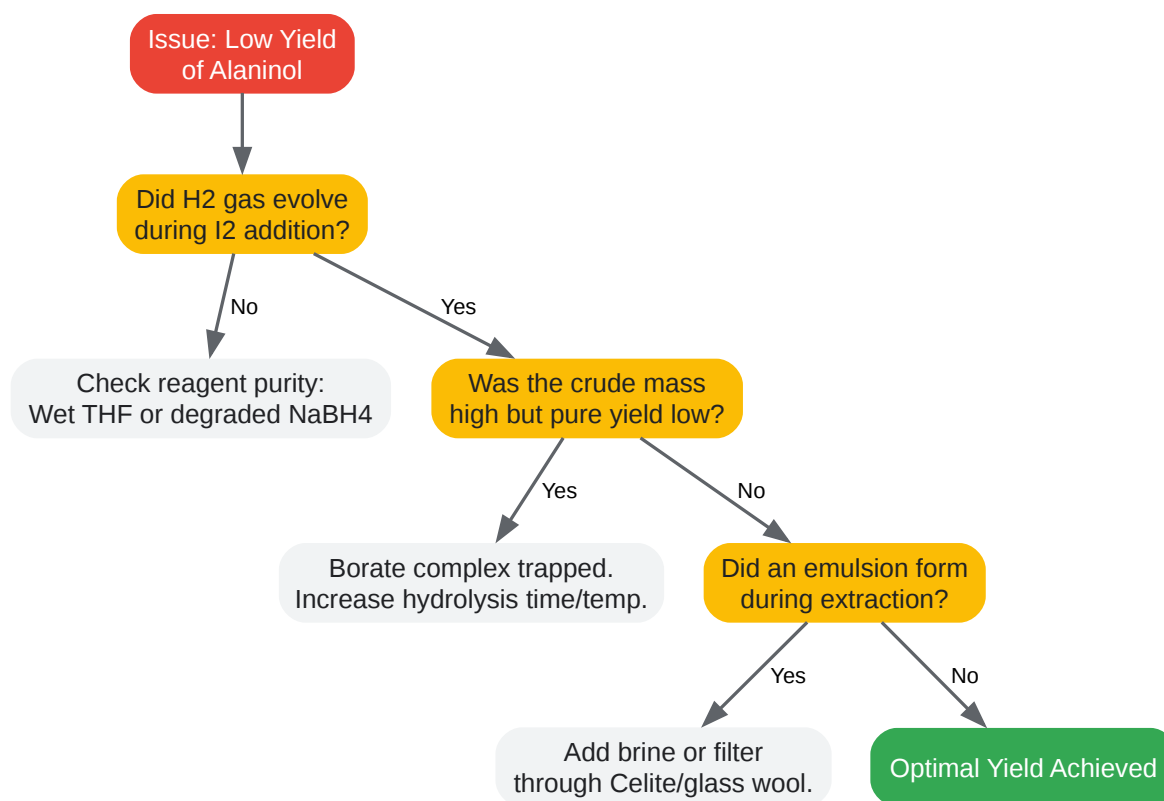 Issue: Low Yield
of Alaninol
Did H2 gas evolve
during I2 addition?
No
Yes
Check reagent purity:
Wet THF or degraded NaBH4
Was the crude mass
high but pure yield low?
Yes
No
Borate complex trapped.
Increase hydrolysis time/temp.
Did an emulsion form
during extraction?
Yes
No
Add brine or filter
through Celite/glass wool.
Optimal Yield Achieved